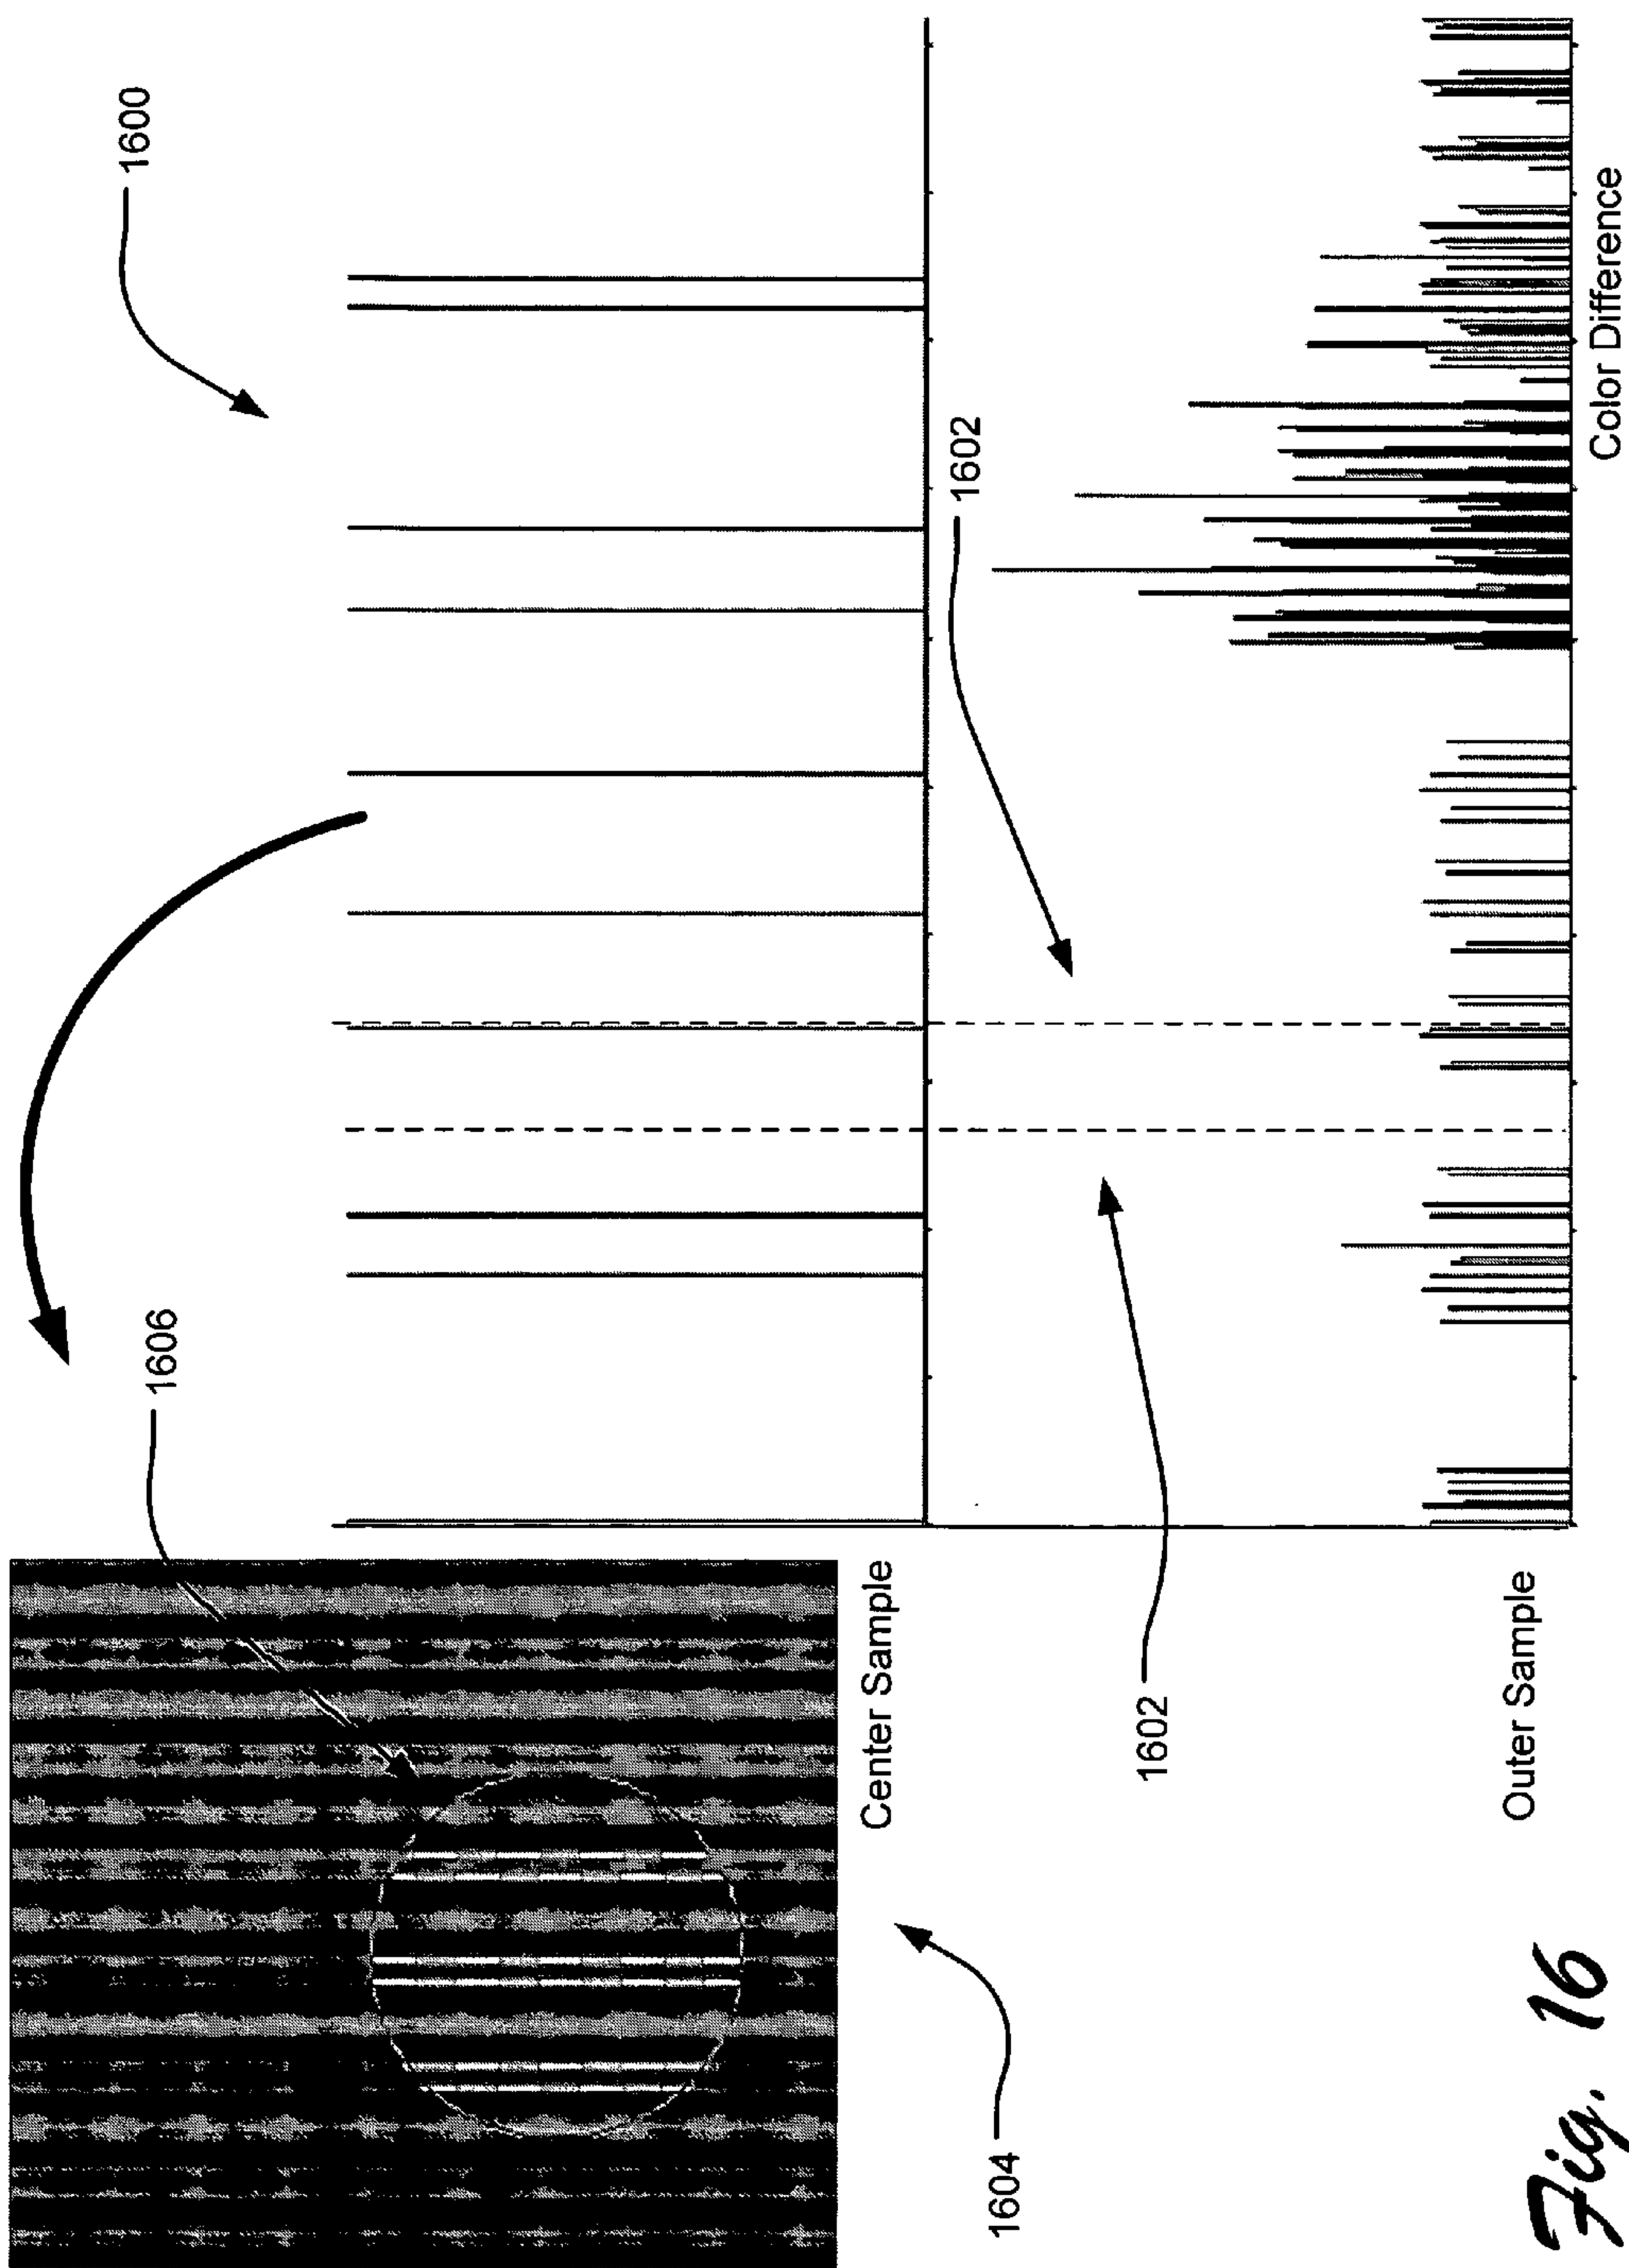 1600
1606
1602
Center Sample
1602
1604
Outer Sample
Color Difference
Fig. 16